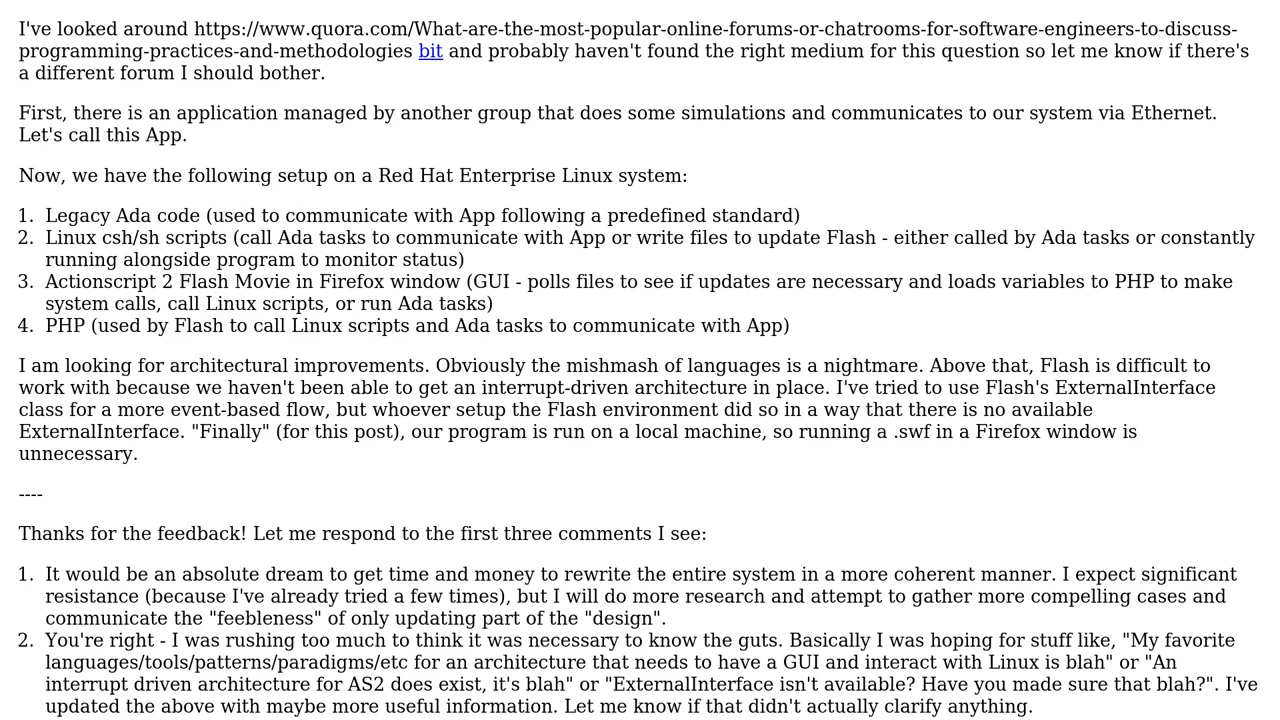 I've looked around https://www.quora.com/What-are-the-most-popular-online-forums-or-chatrooms-for-software-engineers-to-discuss-
programming-practices-and-methodologies bit and probably haven't found the right medium for this question so let me know if there's
a different forum I should bother.
First, there is an application managed by another group that does some simulations and communicates to our system via Ethernet.
Let's call this App.
Now, we have the following setup on a Red Hat Enterprise Linux system:
1. Legacy Ada code (used to communicate with App following a predefined standard)
2. Linux csh/sh scripts (call Ada tasks to communicate with App or write files to update Flash - either called by Ada tasks or constantly
running alongside program to monitor status)
3. Actionscript 2 Flash Movie in Firefox window (GUI - polls files to see if updates are necessary and loads variables to PHP to make
system calls, call Linux scripts, or run Ada tasks)
4. PHP (used by Flash to call Linux scripts and Ada tasks to communicate with App)
I am looking for architectural improvements. Obviously the mishmash of languages is a nightmare. Above that, Flash is difficult to
work with because we haven't been able to get an interrupt-driven architecture in place. I've tried to use Flash's ExternalInterface
class for a more event-based flow, but whoever setup the Flash environment did so in a way that there is no available
ExternalInterface. "Finally" (for this post), our program is run on a local machine, so running a .swf in a Firefox window is
unnecessary.
----
Thanks for the feedback! Let me respond to the first three comments I see:
1. It would be an absolute dream to get time and money to rewrite the entire system in a more coherent manner. I expect significant
resistance (because I've already tried a few times), but I will do more research and attempt to gather more compelling cases and
communicate the "feebleness" of only updating part of the "design".
2. You're right - I was rushing too much to think it was necessary to know the guts. Basically I was hoping for stuff like, "My favorite
languages/tools/patterns/paradigms/etc for an architecture that needs to have a GUI and interact with Linux is blah" or "An
interrupt driven architecture for AS2 does exist, it's blah" or "ExternalInterface isn't available? Have you made sure that blah?". I've
updated the above with maybe more useful information. Let me know if that didn't actually clarify anything.